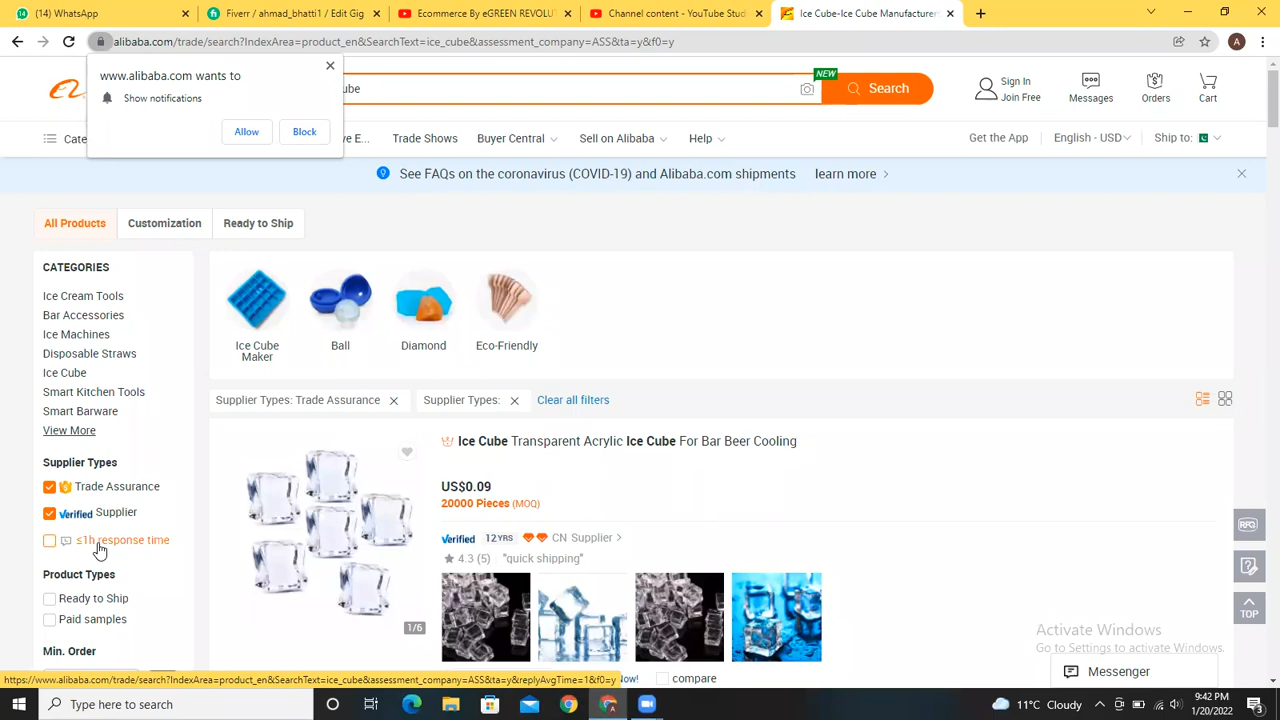 (14) WhatsApp
Fiverr / ahmad_bhatti1 / Edit Gig
Ecommerce By eGREEN REVOLU
Channel content - YouTube Stud
Ice Cube-Ice Cube Manufacturers
alibaba.com/trade/search?IndexArea=product_en&SearchText=ice_cube&assessment_company=ASS&ta=y&f0=y
A
www.alibaba.com wants to
Show notifications
Allow
Block
ube
NEW
Search
Sign In
Join Free
Messages
Orders
Cart
Cate
ve E...
Trade Shows
Buyer Central
Sell on Alibaba
Help
Get the App
English - USD
Ship to:
See FAQs on the coronavirus (COVID-19) and Alibaba.com shipments learn more
All Products
Customization
Ready to Ship
CATEGORIES
Ice Cream Tools
Bar Accessories
Ice Machines
Disposable Straws
Ice Cube
Smart Kitchen Tools
Smart Barware
View More
Supplier Types
Trade Assurance
Verified Supplier
≤1h response time
Product Types
Ready to Ship
Paid samples
Min. Order
Ice Cube
Maker
Ball
Diamond
Eco-Friendly
Supplier Types: Trade Assurance
Supplier Types:
Clear all filters
Ice Cube Transparent Acrylic Ice Cube For Bar Beer Cooling
US$0.09
20000 Pieces (MOQ)
Verified 12YRS CN Supplier
4.3 (5) "quick shipping"
1/6
Now!
compare
RFQ
TOP
Activate Windows
Go to Settings to activate Windows.
Messenger
https://www.alibaba.com/trade/search?IndexArea=product_en&SearchText=ice_cube&assessment_company=ASS&ta=y&replyAvgTime=1&f0=y
Type here to search
11°C Cloudy
9:42 PM
1/20/2022